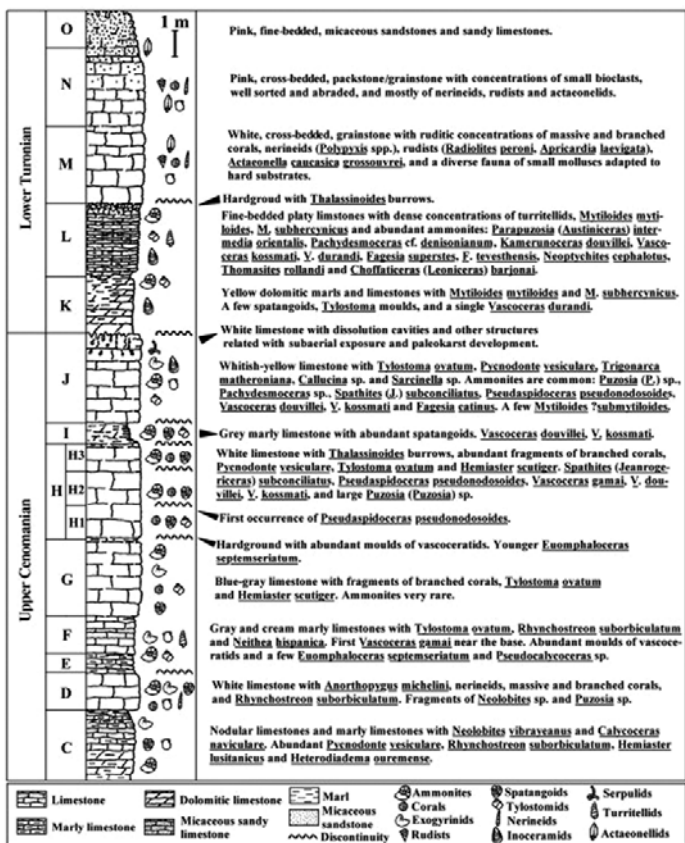 O
1 m
Pink, fine-bedded, micaceous sandstones and sandy limestones.
N
Pink, cross-bedded, packstone/grainstone with concentrations of small bioclasts,
well sorted and abraded, and mostly of nerineids, rudists and actaeonelids.
Lower Turonian
M
White, cross-bedded, grainstone with ruditic concentrations of massive and branched
corals, nerineids (Polypyxis spp.), rudists (Radiolites peroni, Apricardia laevigata),
Actaeonella caucasica grossouvrei, and a diverse fauna of small molluscs adapted to
hard substrates.
Hardgroud with Thalassinoides burrows.
L
Fine-bedded platy limstones with dense concentrations of turritellids, Mytiloides myti-
loides, M. subhercynicus and abundant ammonites: Parapuzosia (Austiniceras) inter-
media orientalis, Pachydesmoceras cf. denisonianum, Kamerunoceras douvillei, Vasco-
ceras kossmati, V. durandi, Fagesia superstes, F. tevesthensis, Neoptychites cephalotus,
Thomasites rollandi and Choffaticeras (Leoniceras) barjonai.
K
Yellow dolomitic marls and limestones with Mytiloides mytiloides and M. subhercynicus.
A few spatangoids, Tylostoma moulds, and a single Vascoceras durandi.
White limestone with dissolution cavities and other structures
related with subaerial exposure and paleokarst development.
Upper Cenomanian
J
Whitish-yellow limestone with Tylostoma ovatum, Pycnodonte vesiculare, Trigonarca
matheroniana, Callucina sp. and Sarcinella sp. Ammonites are common: Puzosia (P.) sp.,
Pachydesmoceras sp., Spathites (J.) subconciliatus, Pseudaspidoceras pseudonodosoides,
Vascoceras douvillei, V. kossmati and Fagesia catinus. A few Mytiloides ?submytiloides.
I
Grey marly limestone with abundant spatangoids. Vascoceras douvillei, V. kossmati.
H
H3
H2
H1
White limestone with Thalassinoides burrows, abundant fragments of branched corals,
Pycnodonte vesiculare, Tylostoma ovatum and Hemiaster scutiger. Spathites (Jeanroge-
riceras) subconciliatus, Pseudaspidoceras pseudonodosoides, Vascoceras gamai, V. dou-
villei, V. kossmati, and large Puzosia (Puzosia) sp.
First occurrence of Pseudaspidoceras pseudonodosoides.
Hardground with abundant moulds of vascoceratids. Younger Euomphaloceras
septemseriatum.
G
Blue-gray limestone with fragments of branched corals, Tylostoma ovatum
and Hemiaster scutiger. Ammonites very rare.
F
Gray and cream marly limestones with Tylostoma ovatum, Rhynchostreon suborbiculatum
and Neithea hispanica. First Vascoceras gamai near the base. Abundant moulds of vascoce-
ratids and a few Euomphaloceras septemseriatum and Pseudocalycoceras sp.
E
D
White limestone with Anorthopygus michelini, nerineids, massive and branched corals,
and Rhynchostreon suborbiculatum. Fragments of Neolobites sp. and Puzosia sp.
C
Nodular limestones and marly limestones with Neolobites vibrayeanus and Calycoceras
naviculare. Abundant Pycnodonte vesiculare, Rhynchostreon suborbiculatum, Hemiaster
lusitanicus and Heterodiadema ouremense.
Limestone
Marly limestone
Dolomitic limestone
Micaceous sandy
limestone
Marl
Micaceous
sandstone
Discontinuity
Ammonites
Corals
Exogyrinids
Rudists
Spatangoids
Tylostomids
Nerineids
Inoceramids
Serpulids
Turritellids
Actaeonellids